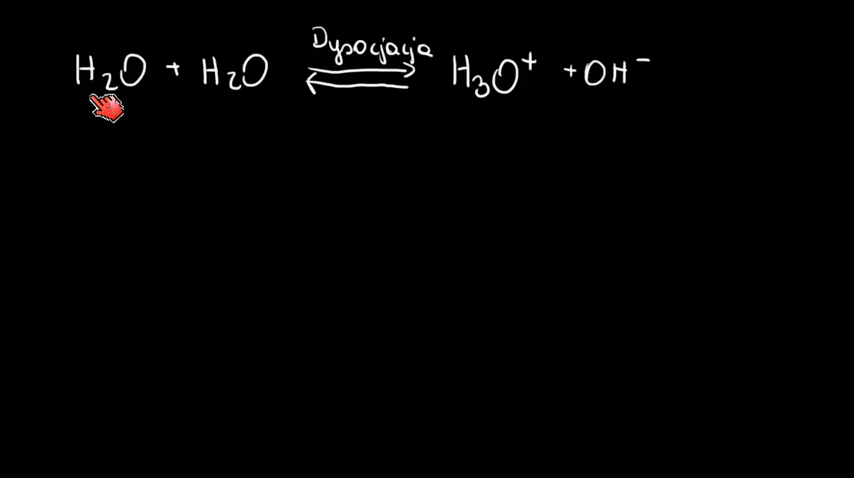 Dysocjacja
H₂O + H₂O ⇌ H₃O⁺ + OH⁻